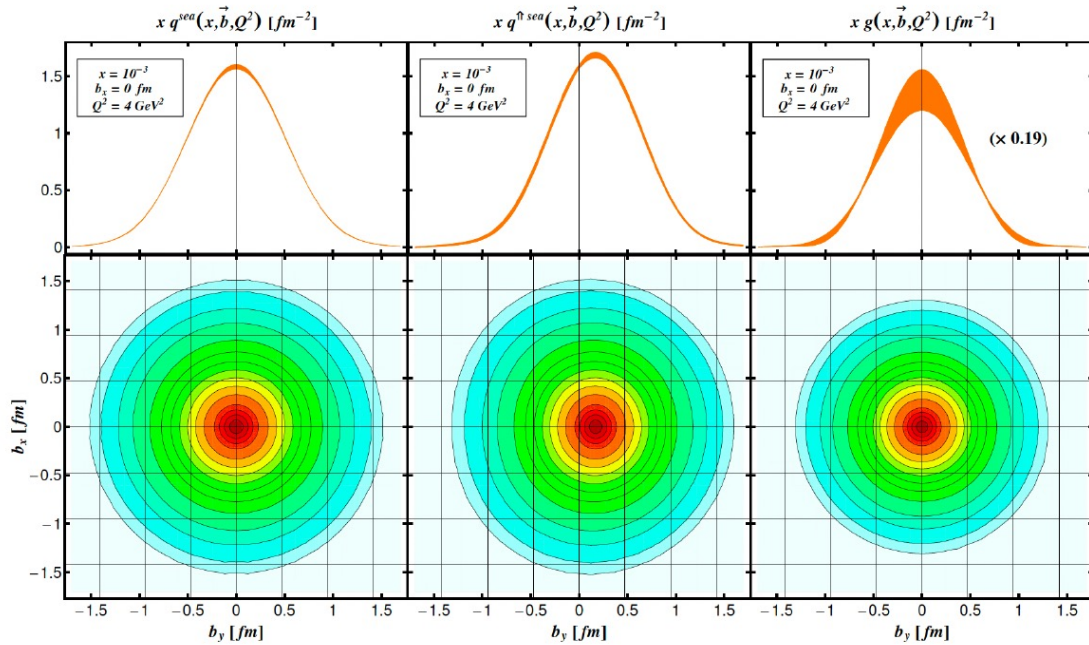 x q^{sea}(x,\vec{b},Q²) [fm⁻²]
x q^{⇑ sea}(x,\vec{b},Q²) [fm⁻²]
x g(x,\vec{b},Q²) [fm⁻²]
1.5
1
0.5
0
x = 10⁻³
b_x = 0 fm
Q² = 4 GeV²
x = 10⁻³
b_x = 0 fm
Q² = 4 GeV²
x = 10⁻³
b_x = 0 fm
Q² = 4 GeV²
(× 0.19)
b_x [fm]
1.5
1
0.5
0
−0.5
−1
−1.5
−1.5 −1 −0.5 0 0.5 1 1.5
−1.5 −1 −0.5 0 0.5 1 1.5
−1.5 −1 −0.5 0 0.5 1 1.5
b_y [fm]
b_y [fm]
b_y [fm]